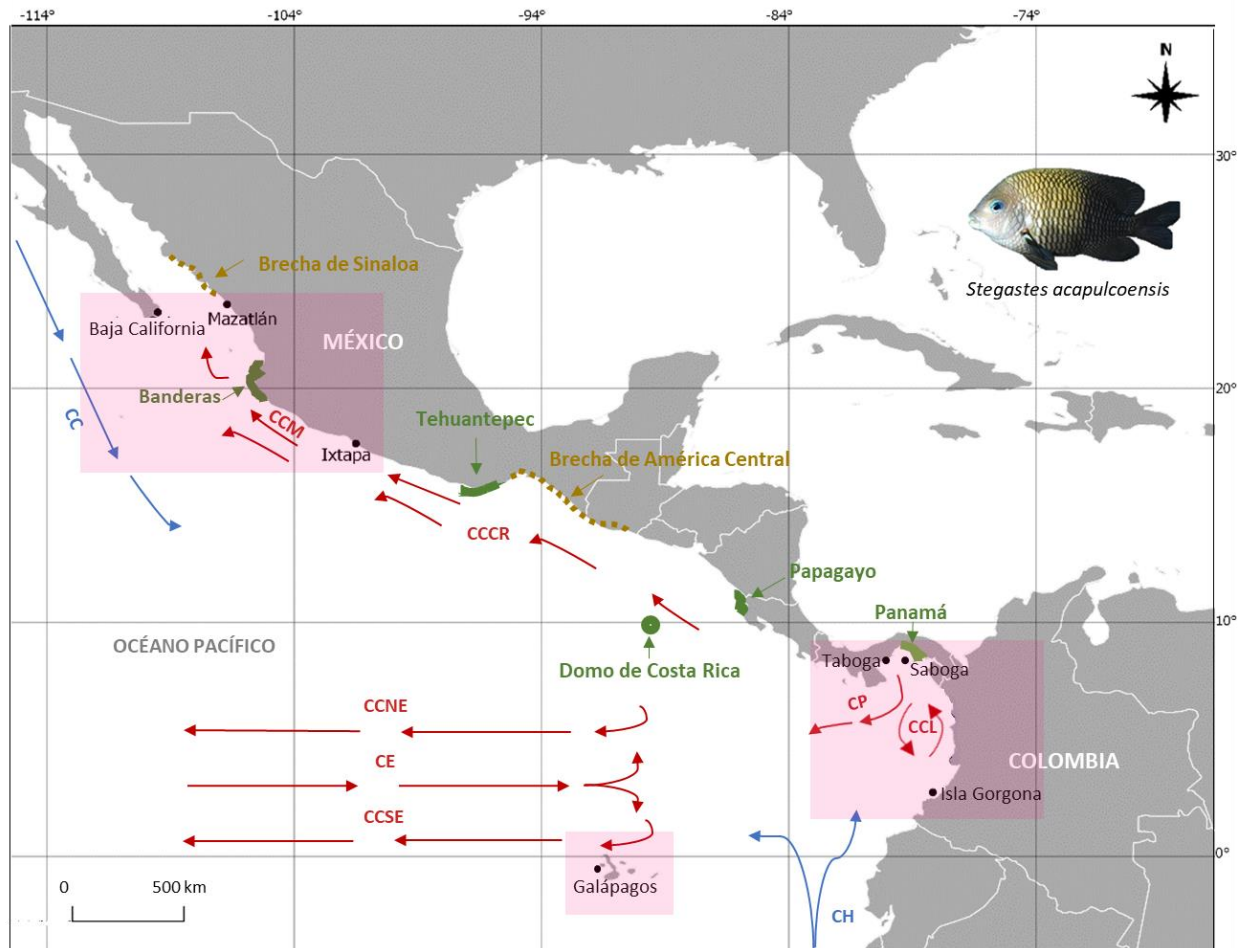 -114°
-104°
-94°
-84°
-74°
N
30°
Stegastes acapulcoensis
Brecha de Sinaloa
Baja California
Mazatlán
MÉXICO
20°
Banderas
CC
CCM
Ixtapa
Tehuantepec
Brecha de América Central
CCCR
Papagayo
Panamá
10°
OCÉANO PACÍFICO
Domo de Costa Rica
Taboga
Saboga
CCNE
CP
CCL
CE
COLOMBIA
Isla Gorgona
CCSE
0°
0
500 km
Galápagos
CH